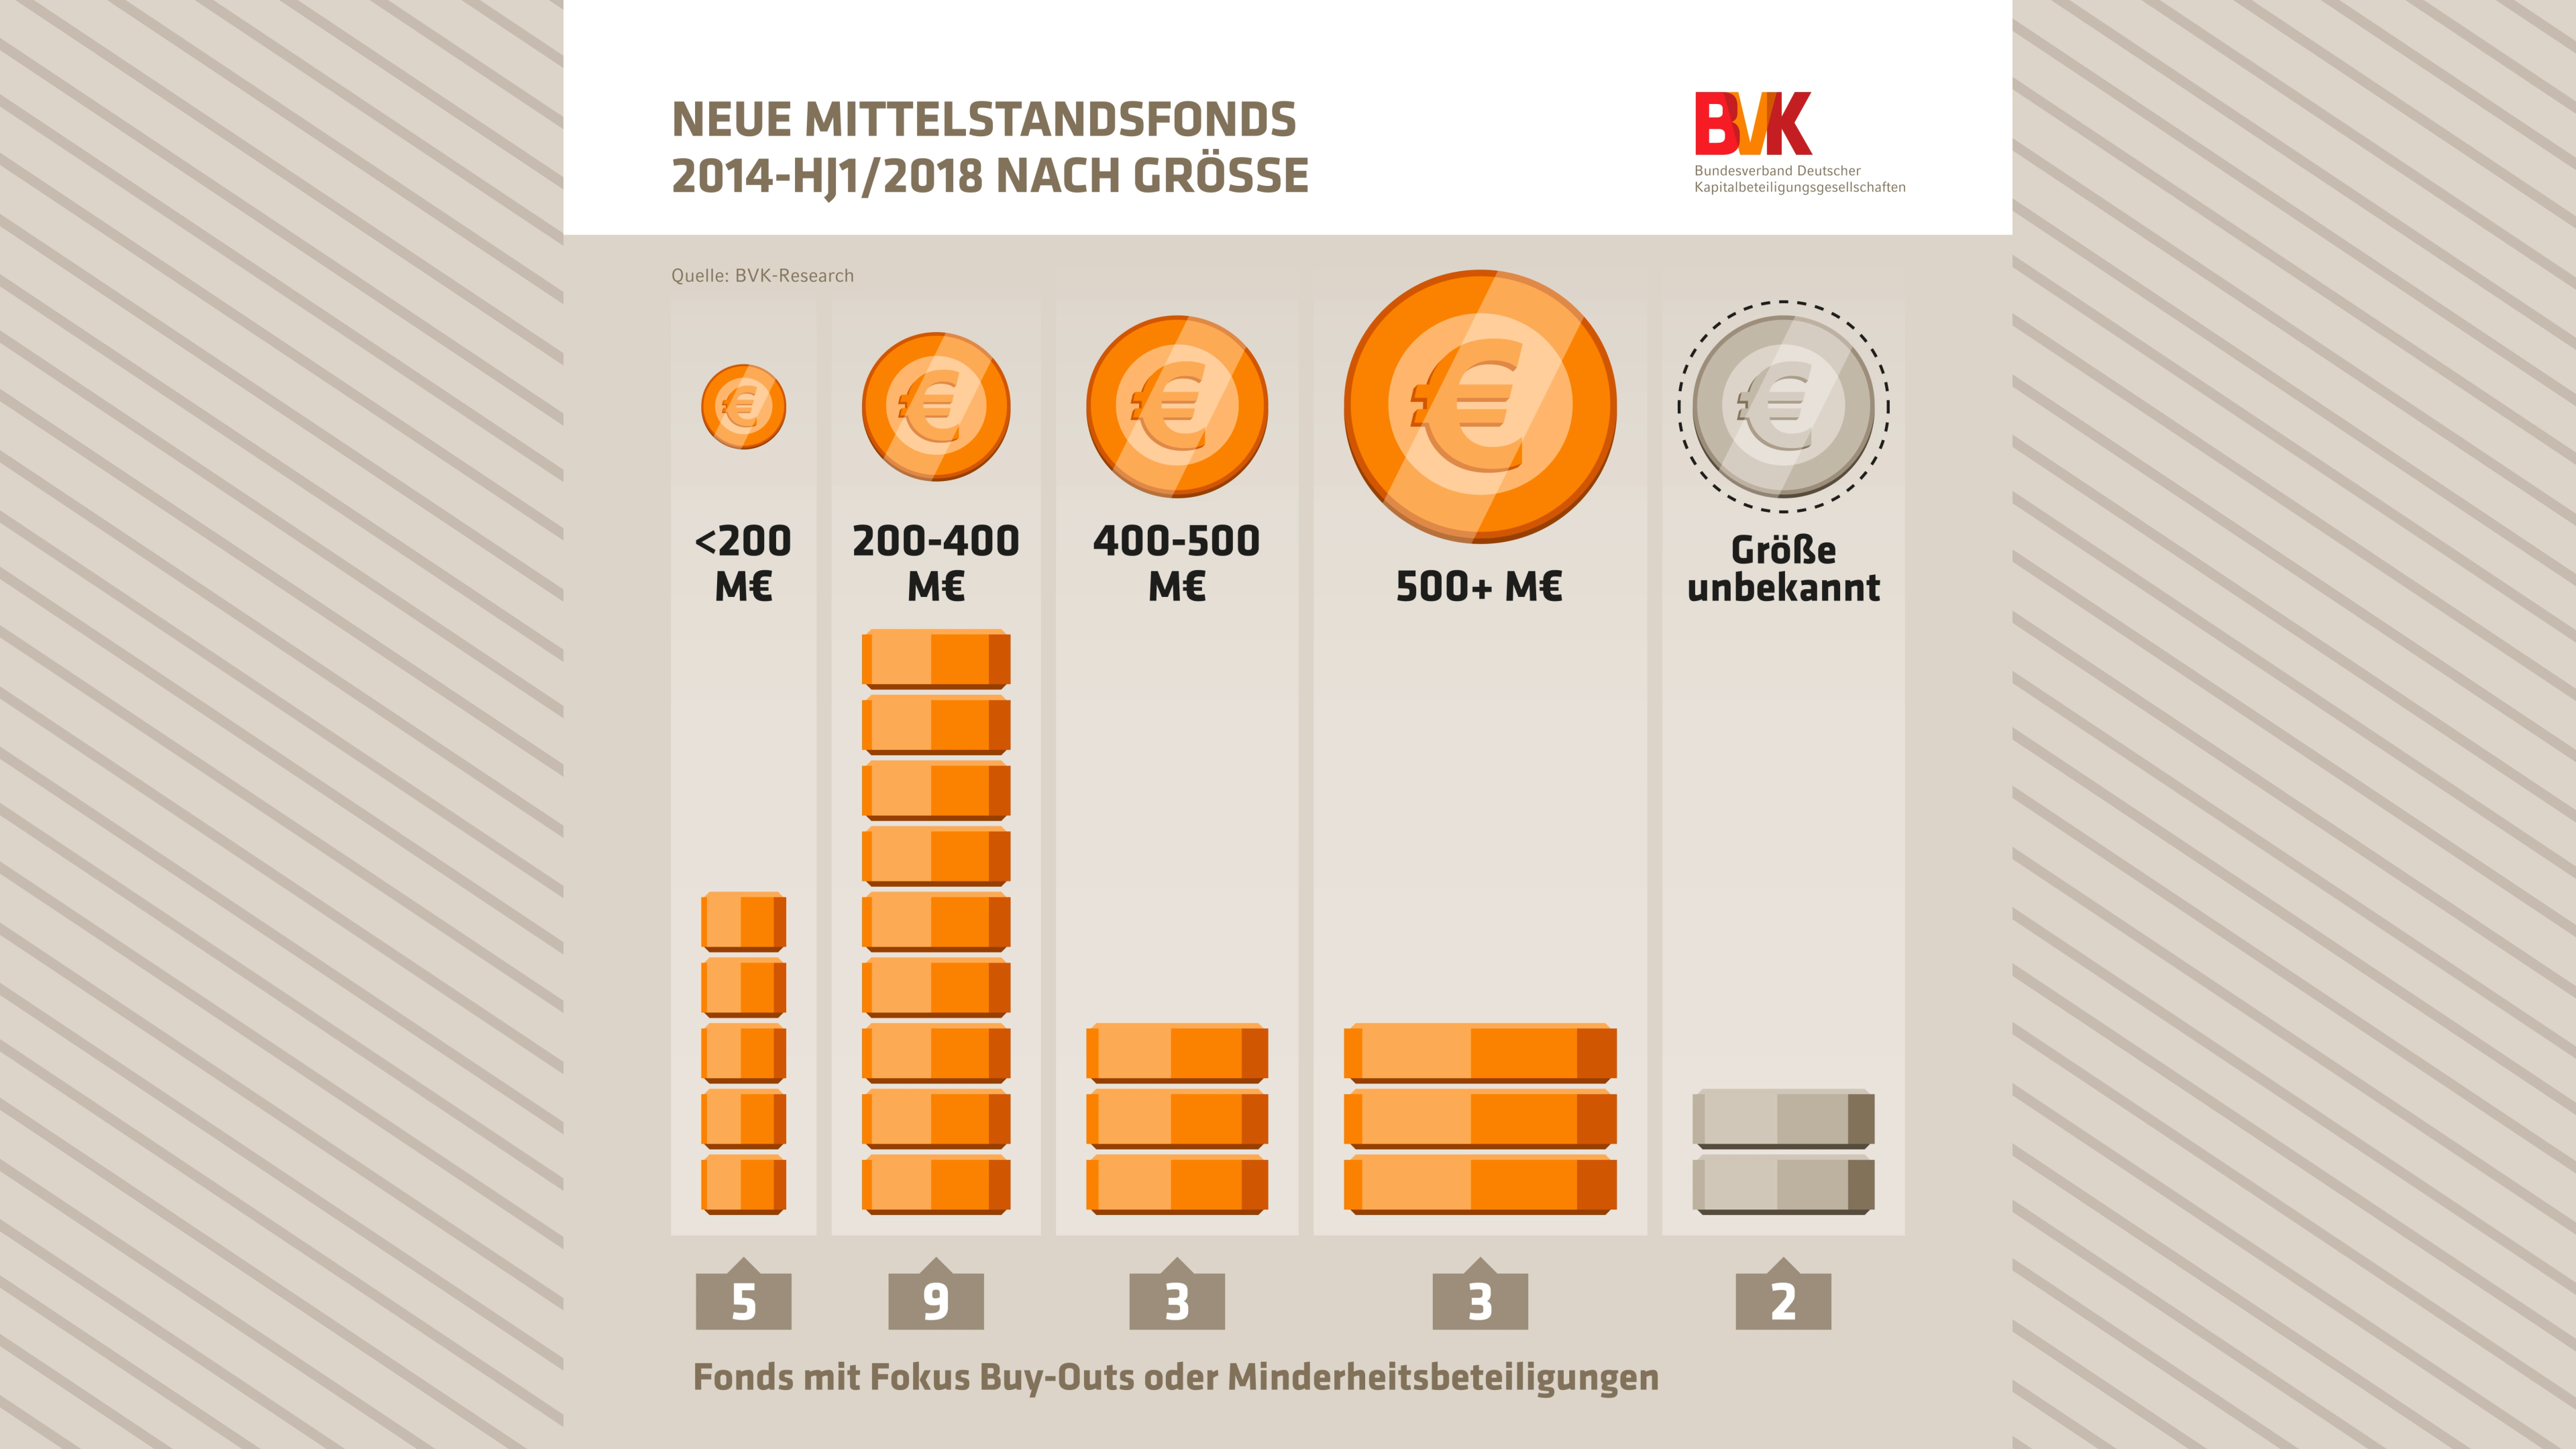 NEUE MITTELSTANDSFONDS
2014-HJ1/2018 NACH GRÖSSE
BVK
Bundesverband Deutscher
Kapitalbeteiligungsgesellschaften
Quelle: BVK-Research
€
€
€
€
€
<200
M€
200-400
M€
400-500
M€
500+ M€
Größe
unbekannt
5
9
3
3
2
Fonds mit Fokus Buy-Outs oder Minderheitsbeteiligungen